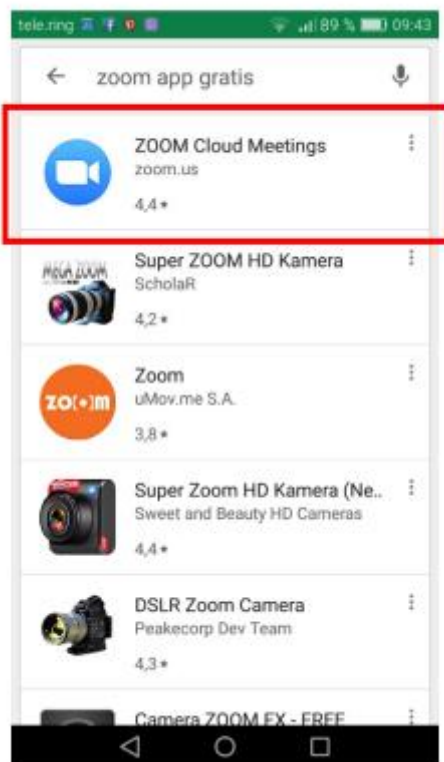 tele.ring 89 % 09:43
zoom app gratis
ZOOM Cloud Meetings
zoom.us
4,4★
MEGA ZOOM
Super ZOOM HD Kamera
ScholaR
4,2★
Zoom
zo(•)m
uMov.me S.A.
3,8★
Super Zoom HD Kamera (Ne..
Sweet and Beauty HD Cameras
4,4★
DSLR Zoom Camera
Peakecorp Dev Team
4,3★
Camera ZOOM FX - FREE